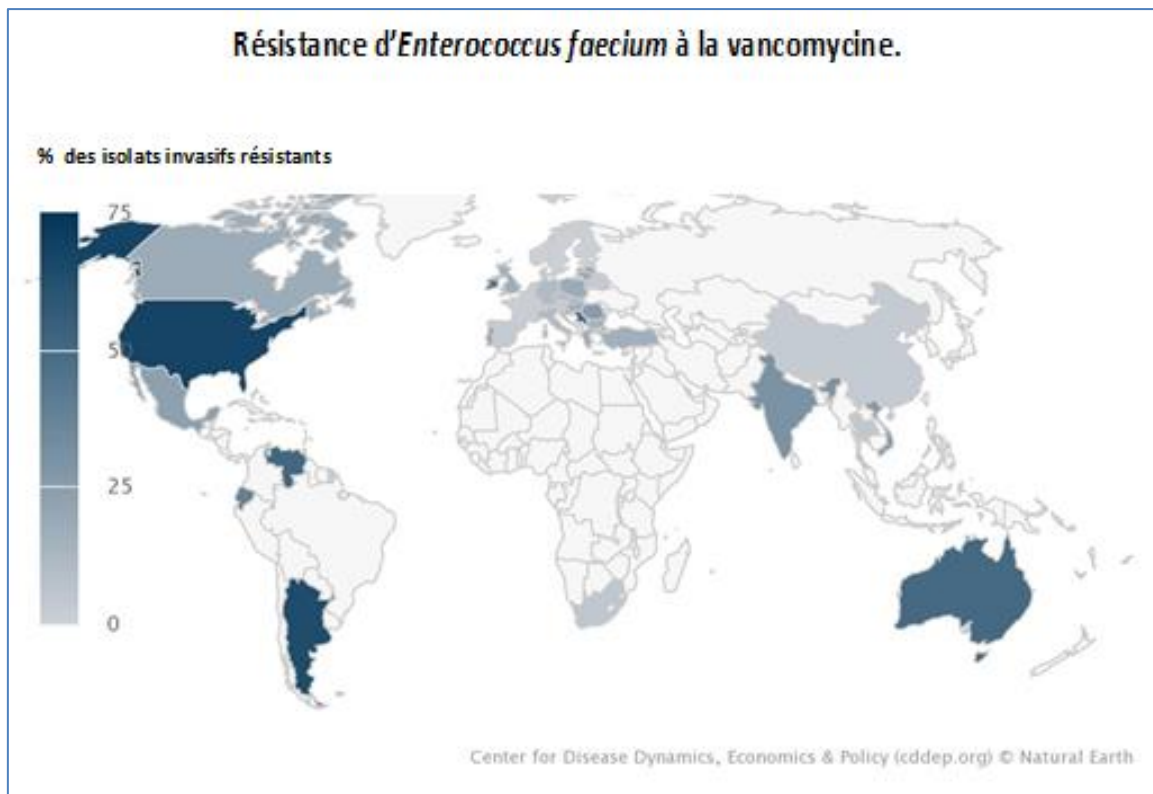 Résistance d'Enterococcus faecium à la vancomycine.
% des isolats invasifs résistants
75
50
25
0
Center for Disease Dynamics, Economics & Policy (cddep.org) © Natural Earth